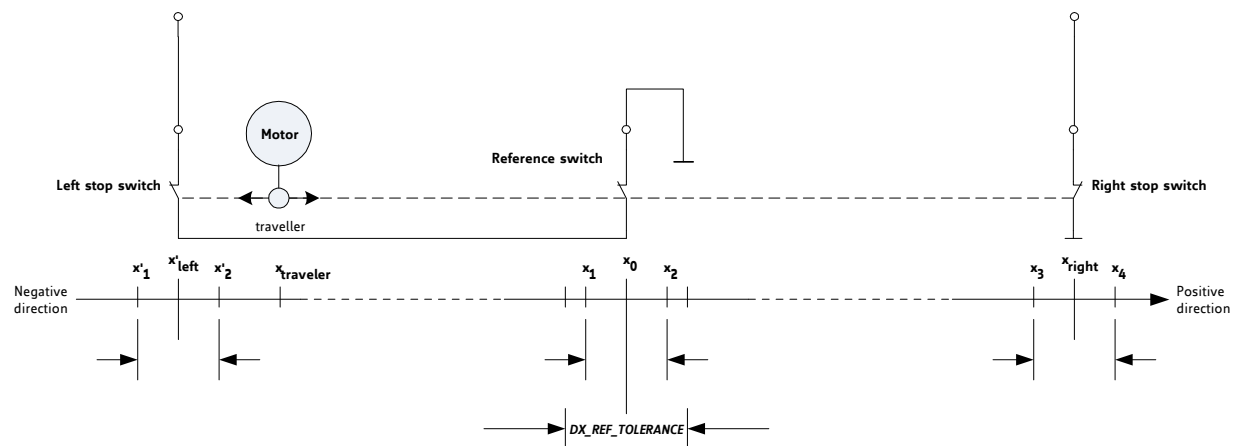 Motor
Reference switch
Left stop switch
Right stop switch
traveller
x'1
x'left
x'2
xtraveler
x1
x0
x2
x3
xright
x4
Negative
direction
Positive
direction
DX_REF_TOLERANCE